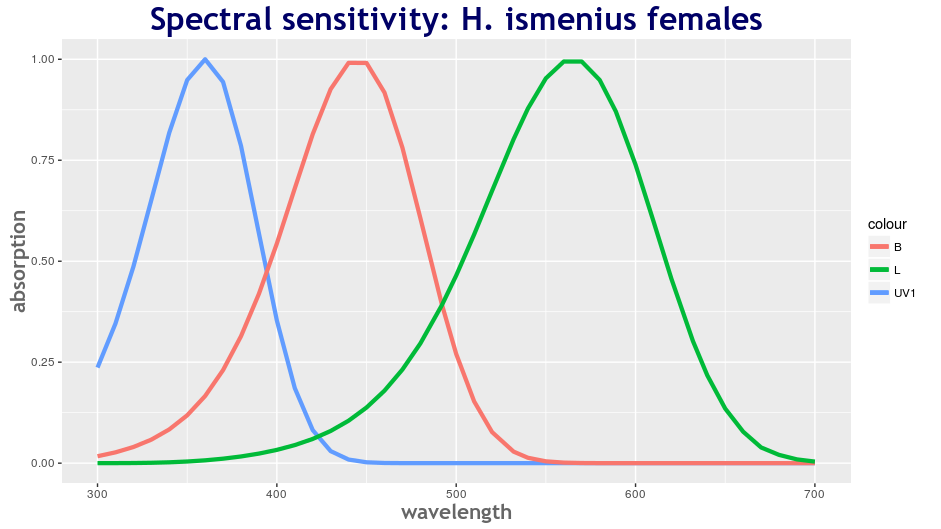 Spectral sensitivity: H. ismenius females
absorption
1.00
0.75
0.50
0.25
0.00
300 400 500 600 700
wavelength
colour
B
L
UV1